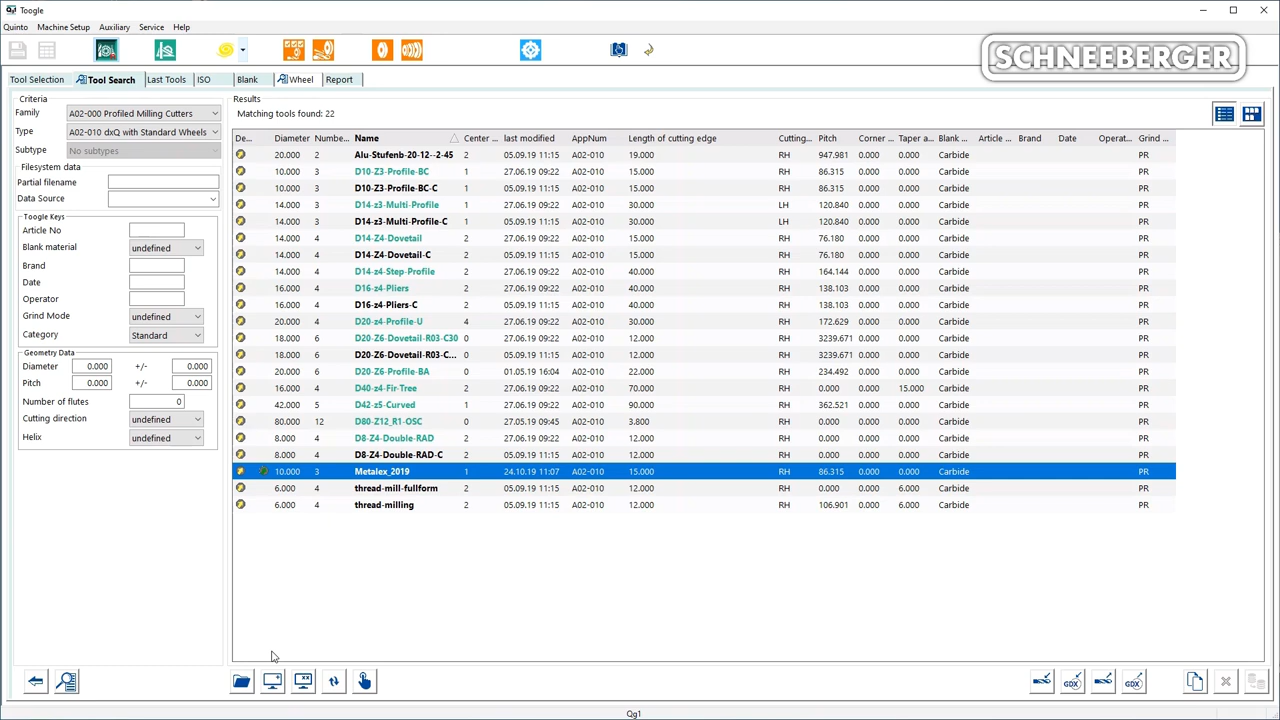 Toogle
Quinto Machine Setup Auxiliary Service Help
SCHNEEBERGER
Tool Selection Tool Search Last Tools ISO Blank Wheel Report
Criteria
Family A02-000 Profiled Milling Cutters
Type A02-010 dxQ with Standard Wheels
Subtype No subtypes
Filesystem data
Partial filename
Data Source
Toogle Keys
Article No
Blank material undefined
Brand
Date
Operator
Grind Mode undefined
Category Standard
Geometry Data
Diameter 0.000 +/- 0.000
Pitch 0.000 +/- 0.000
Number of flutes 0
Cutting direction undefined
Helix undefined
Results
Matching tools found: 22
De... Diameter Numbe... Name Center ... last modified AppNum Length of cutting edge Cutting... Pitch Corner ... Taper a... Blank ... Article ... Brand Date Operat... Grind ...
20.000 2 Alu-Stufenb-20-12--2-45 2 05.09.19 11:15 A02-010 19.000 RH 947.981 0.000 0.000 Carbide PR
10.000 3 D10-Z3-Profile-BC 1 27.06.19 09:22 A02-010 15.000 RH 86.315 0.000 0.000 Carbide PR
10.000 3 D10-Z3-Profile-BC-C 1 05.09.19 11:15 A02-010 15.000 RH 86.315 0.000 0.000 Carbide PR
14.000 3 D14-z3-Multi-Profile 1 27.06.19 09:22 A02-010 30.000 LH 120.840 0.000 0.000 Carbide PR
14.000 3 D14-z3-Multi-Profile-C 1 05.09.19 11:15 A02-010 30.000 LH 120.840 0.000 0.000 Carbide PR
14.000 4 D14-Z4-Dovetail 2 27.06.19 09:22 A02-010 15.000 RH 76.180 0.000 0.000 Carbide PR
14.000 4 D14-Z4-Dovetail-C 2 05.09.19 11:15 A02-010 15.000 RH 76.180 0.000 0.000 Carbide PR
14.000 4 D14-z4-Step-Profile 2 27.06.19 09:22 A02-010 40.000 RH 164.144 0.000 0.000 Carbide PR
16.000 4 D16-z4-Pliers 2 27.06.19 09:22 A02-010 40.000 RH 138.103 0.000 0.000 Carbide PR
16.000 4 D16-z4-Pliers-C 2 05.09.19 11:15 A02-010 40.000 RH 138.103 0.000 0.000 Carbide PR
20.000 4 D20-z4-Profile-U 4 27.06.19 09:22 A02-010 30.000 RH 172.629 0.000 0.000 Carbide PR
18.000 6 D20-Z6-Dovetail-R03-C30 0 27.06.19 09:22 A02-010 12.000 RH 3239.671 0.000 0.000 Carbide PR
18.000 6 D20-Z6-Dovetail-R03-C... 0 05.09.19 11:15 A02-010 12.000 RH 3239.671 0.000 0.000 Carbide PR
20.000 6 D20-Z6-Profile-BA 0 01.05.19 16:04 A02-010 22.000 RH 234.492 0.000 0.000 Carbide PR
16.000 4 D40-z4-Fir-Tree 2 27.06.19 09:22 A02-010 70.000 RH 0.000 0.000 15.000 Carbide PR
42.000 5 D42-z5-Curved 1 27.06.19 09:22 A02-010 90.000 RH 362.521 0.000 0.000 Carbide PR
80.000 12 D80-Z12_R1-OSC 0 27.05.19 09:45 A02-010 3.800 RH 0.000 0.000 0.000 Carbide PR
8.000 4 D8-Z4-Double-RAD 2 27.06.19 09:22 A02-010 12.000 RH 0.000 0.000 0.000 Carbide PR
8.000 4 D8-Z4-Double-RAD-C 2 05.09.19 11:15 A02-010 12.000 RH 0.000 0.000 0.000 Carbide PR
10.000 3 Metalex_2019 1 24.10.19 11:07 A02-010 15.000 RH 86.315 0.000 0.000 Carbide PR
6.000 4 thread-mill-fullform 2 05.09.19 11:15 A02-010 12.000 RH 0.000 0.000 6.000 Carbide PR
6.000 4 thread-milling 2 05.09.19 11:15 A02-010 12.000 RH 106.901 0.000 6.000 Carbide PR
GDX GDX
Qg1